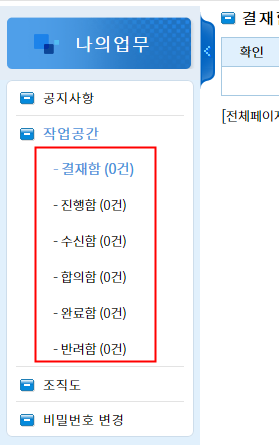 나의업무
공지사항
작업공간
- 결재함 (0건)
- 진행함 (0건)
- 수신함 (0건)
- 합의함 (0건)
- 완료함 (0건)
- 반려함 (0건)
조직도
비밀번호 변경
결재
확인
[전체페이지